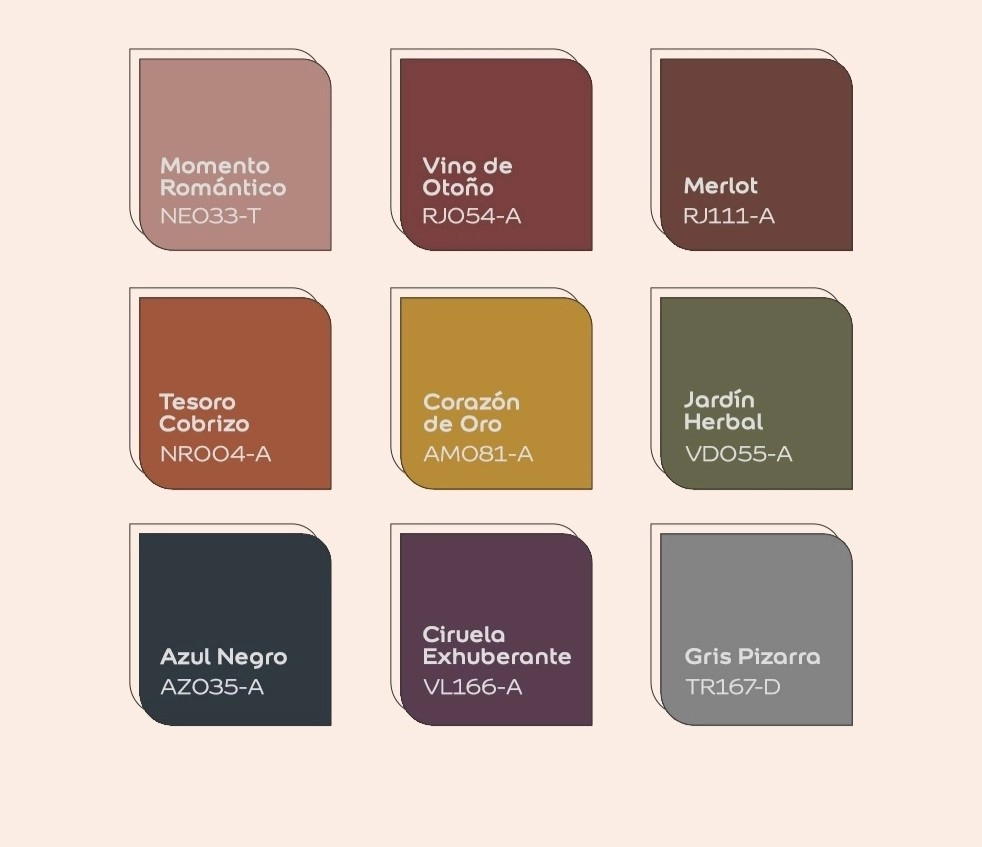 Momento
Romántico
NE033-T
Vino de
Otoño
RJ054-A
Merlot
RJ111-A
Tesoro
Cobrizo
NR004-A
Corazón
de Oro
AM081-A
Jardín
Herbal
VD055-A
Azul Negro
AZ035-A
Ciruela
Exhuberante
VL166-A
Gris Pizarra
TR167-D